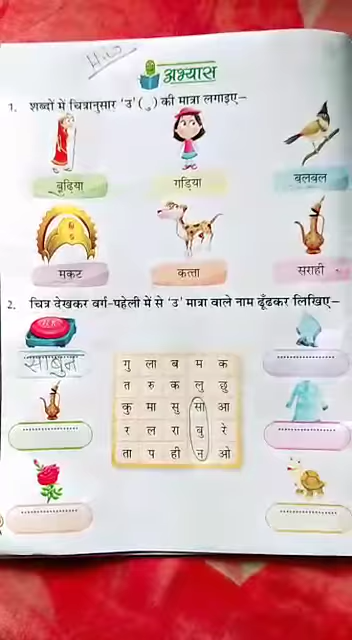 H.W
अभ्यास
1. शब्दों में चित्रानुसार 'उ' ( ु ) की मात्रा लगाइए–
बुढ़िया गड़िया बलबल
मकट कत्ता सराही
2. चित्र देखकर वर्ग-पहेली में से 'उ' मात्रा वाले नाम ढूँढकर लिखिए–
साबुन
गु ला ब म क
त रु क लु छु
कु मा सु सा आ
र ल रा बु रे
ता प ही न ओ